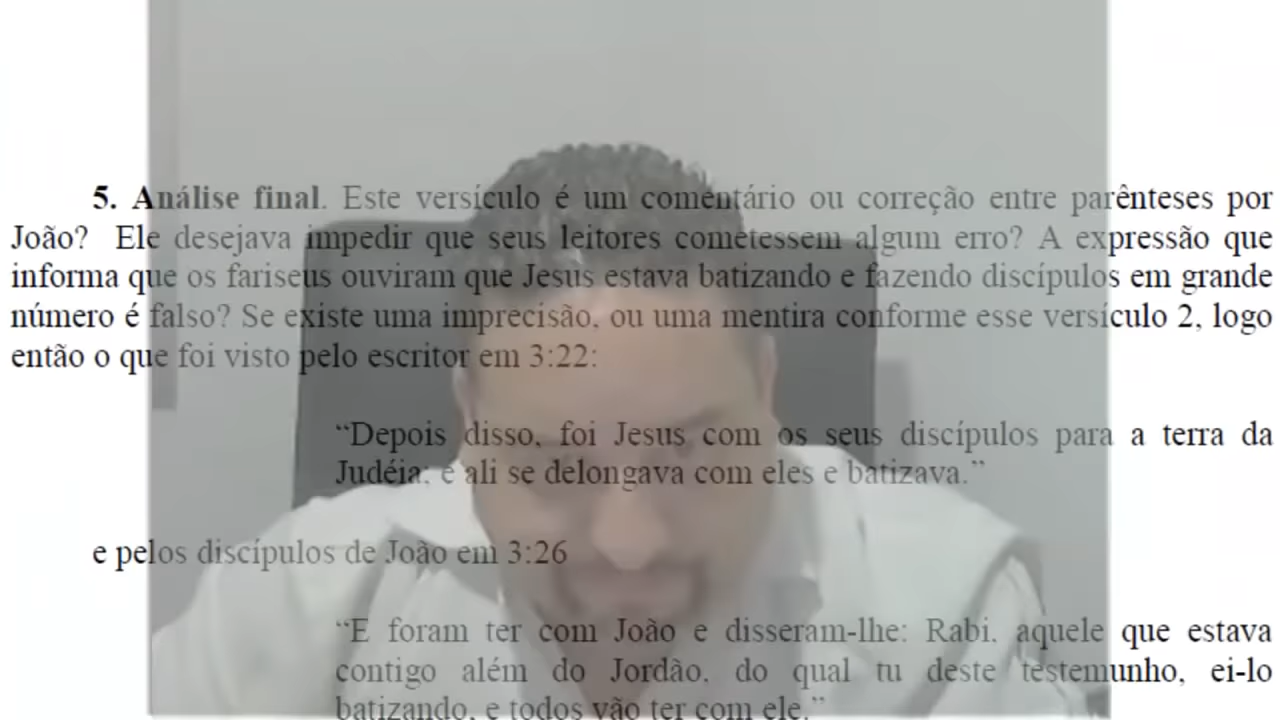 5. Análise final. Este versículo é um comentário ou correção entre parênteses por
João? Ele desejava impedir que seus leitores cometessem algum erro? A expressão que
informa que os fariseus ouviram que Jesus estava batizando e fazendo discípulos em grande
número é falso? Se existe uma imprecisão, ou uma mentira conforme esse versículo 2, logo
então o que foi visto pelo escritor em 3:22:
“Depois disso, foi Jesus com os seus discípulos para a terra da
Judéia; e ali se delongava com eles e batizava.”
e pelos discípulos de João em 3:26
“E foram ter com João e disseram-lhe: Rabi, aquele que estava
contigo além do Jordão, do qual tu deste testemunho, ei-lo
batizando, e todos vão ter com ele.”